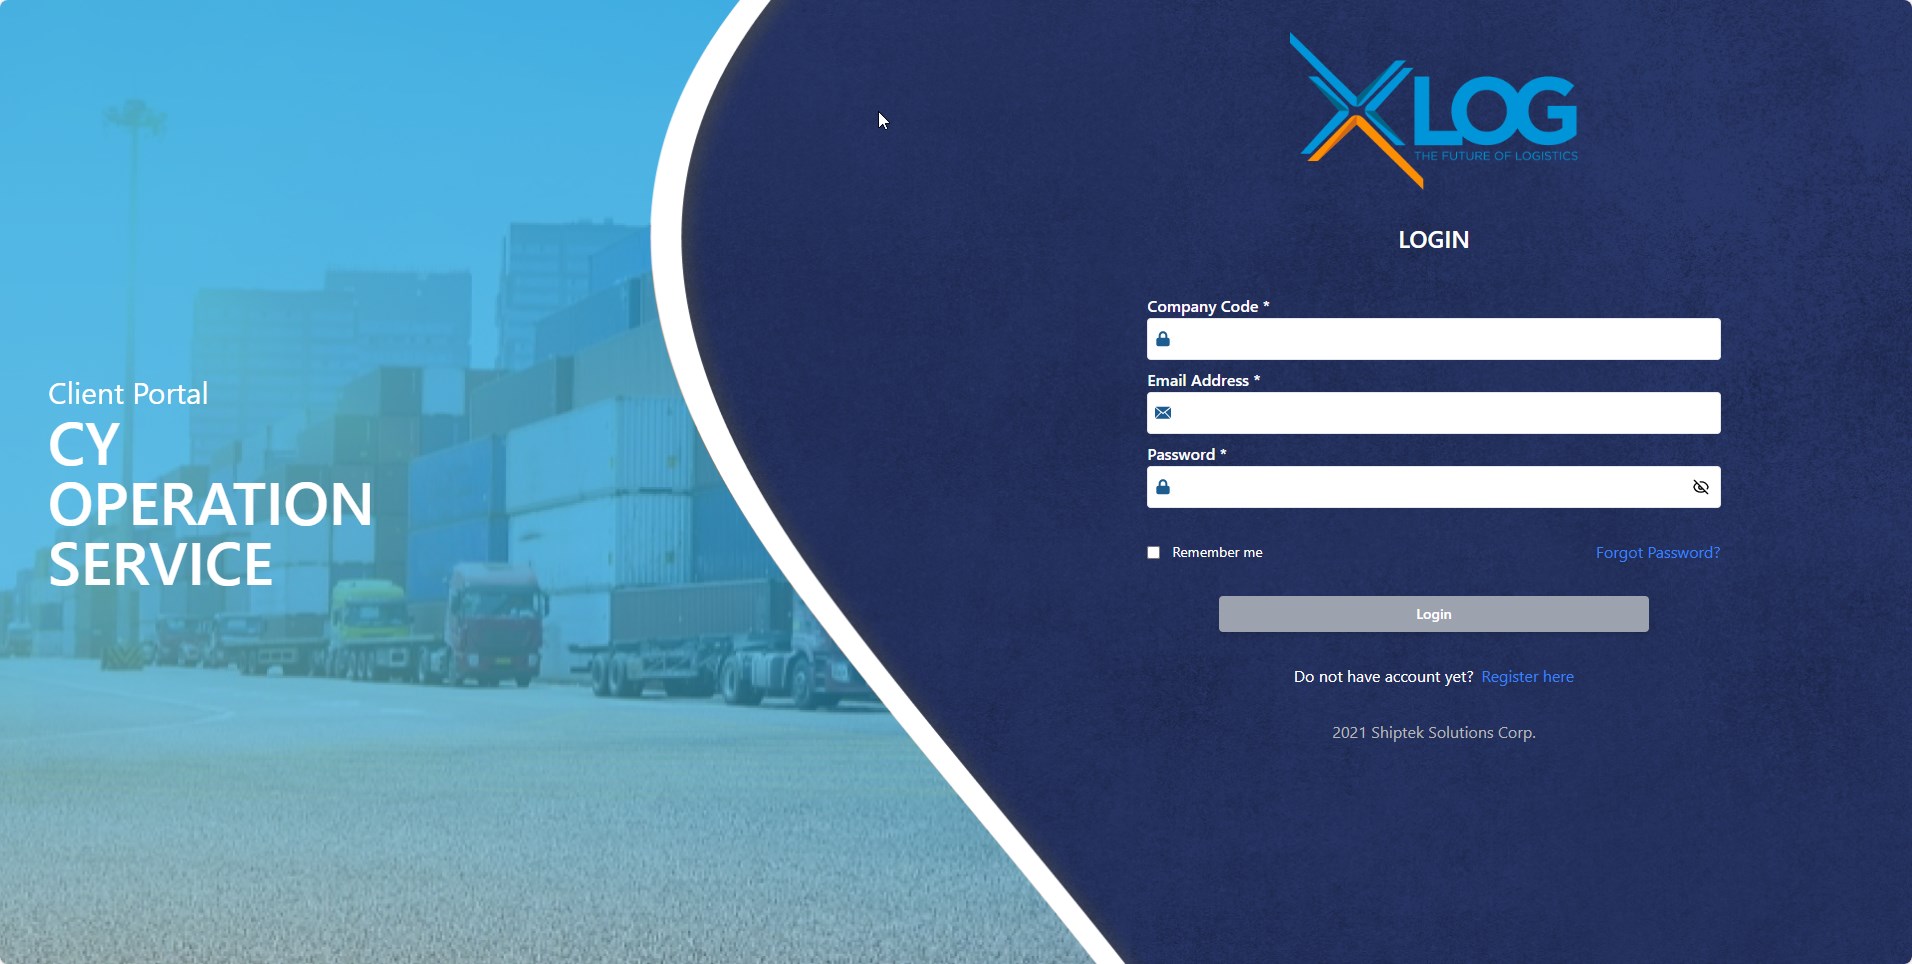 Client Portal
CY
OPERATION
SERVICE
XLOG
THE FUTURE OF LOGISTICS
LOGIN
Company Code *
Email Address *
Password *
Remember me
Forgot Password?
Login
Do not have account yet? Register here
2021 Shiptek Solutions Corp.